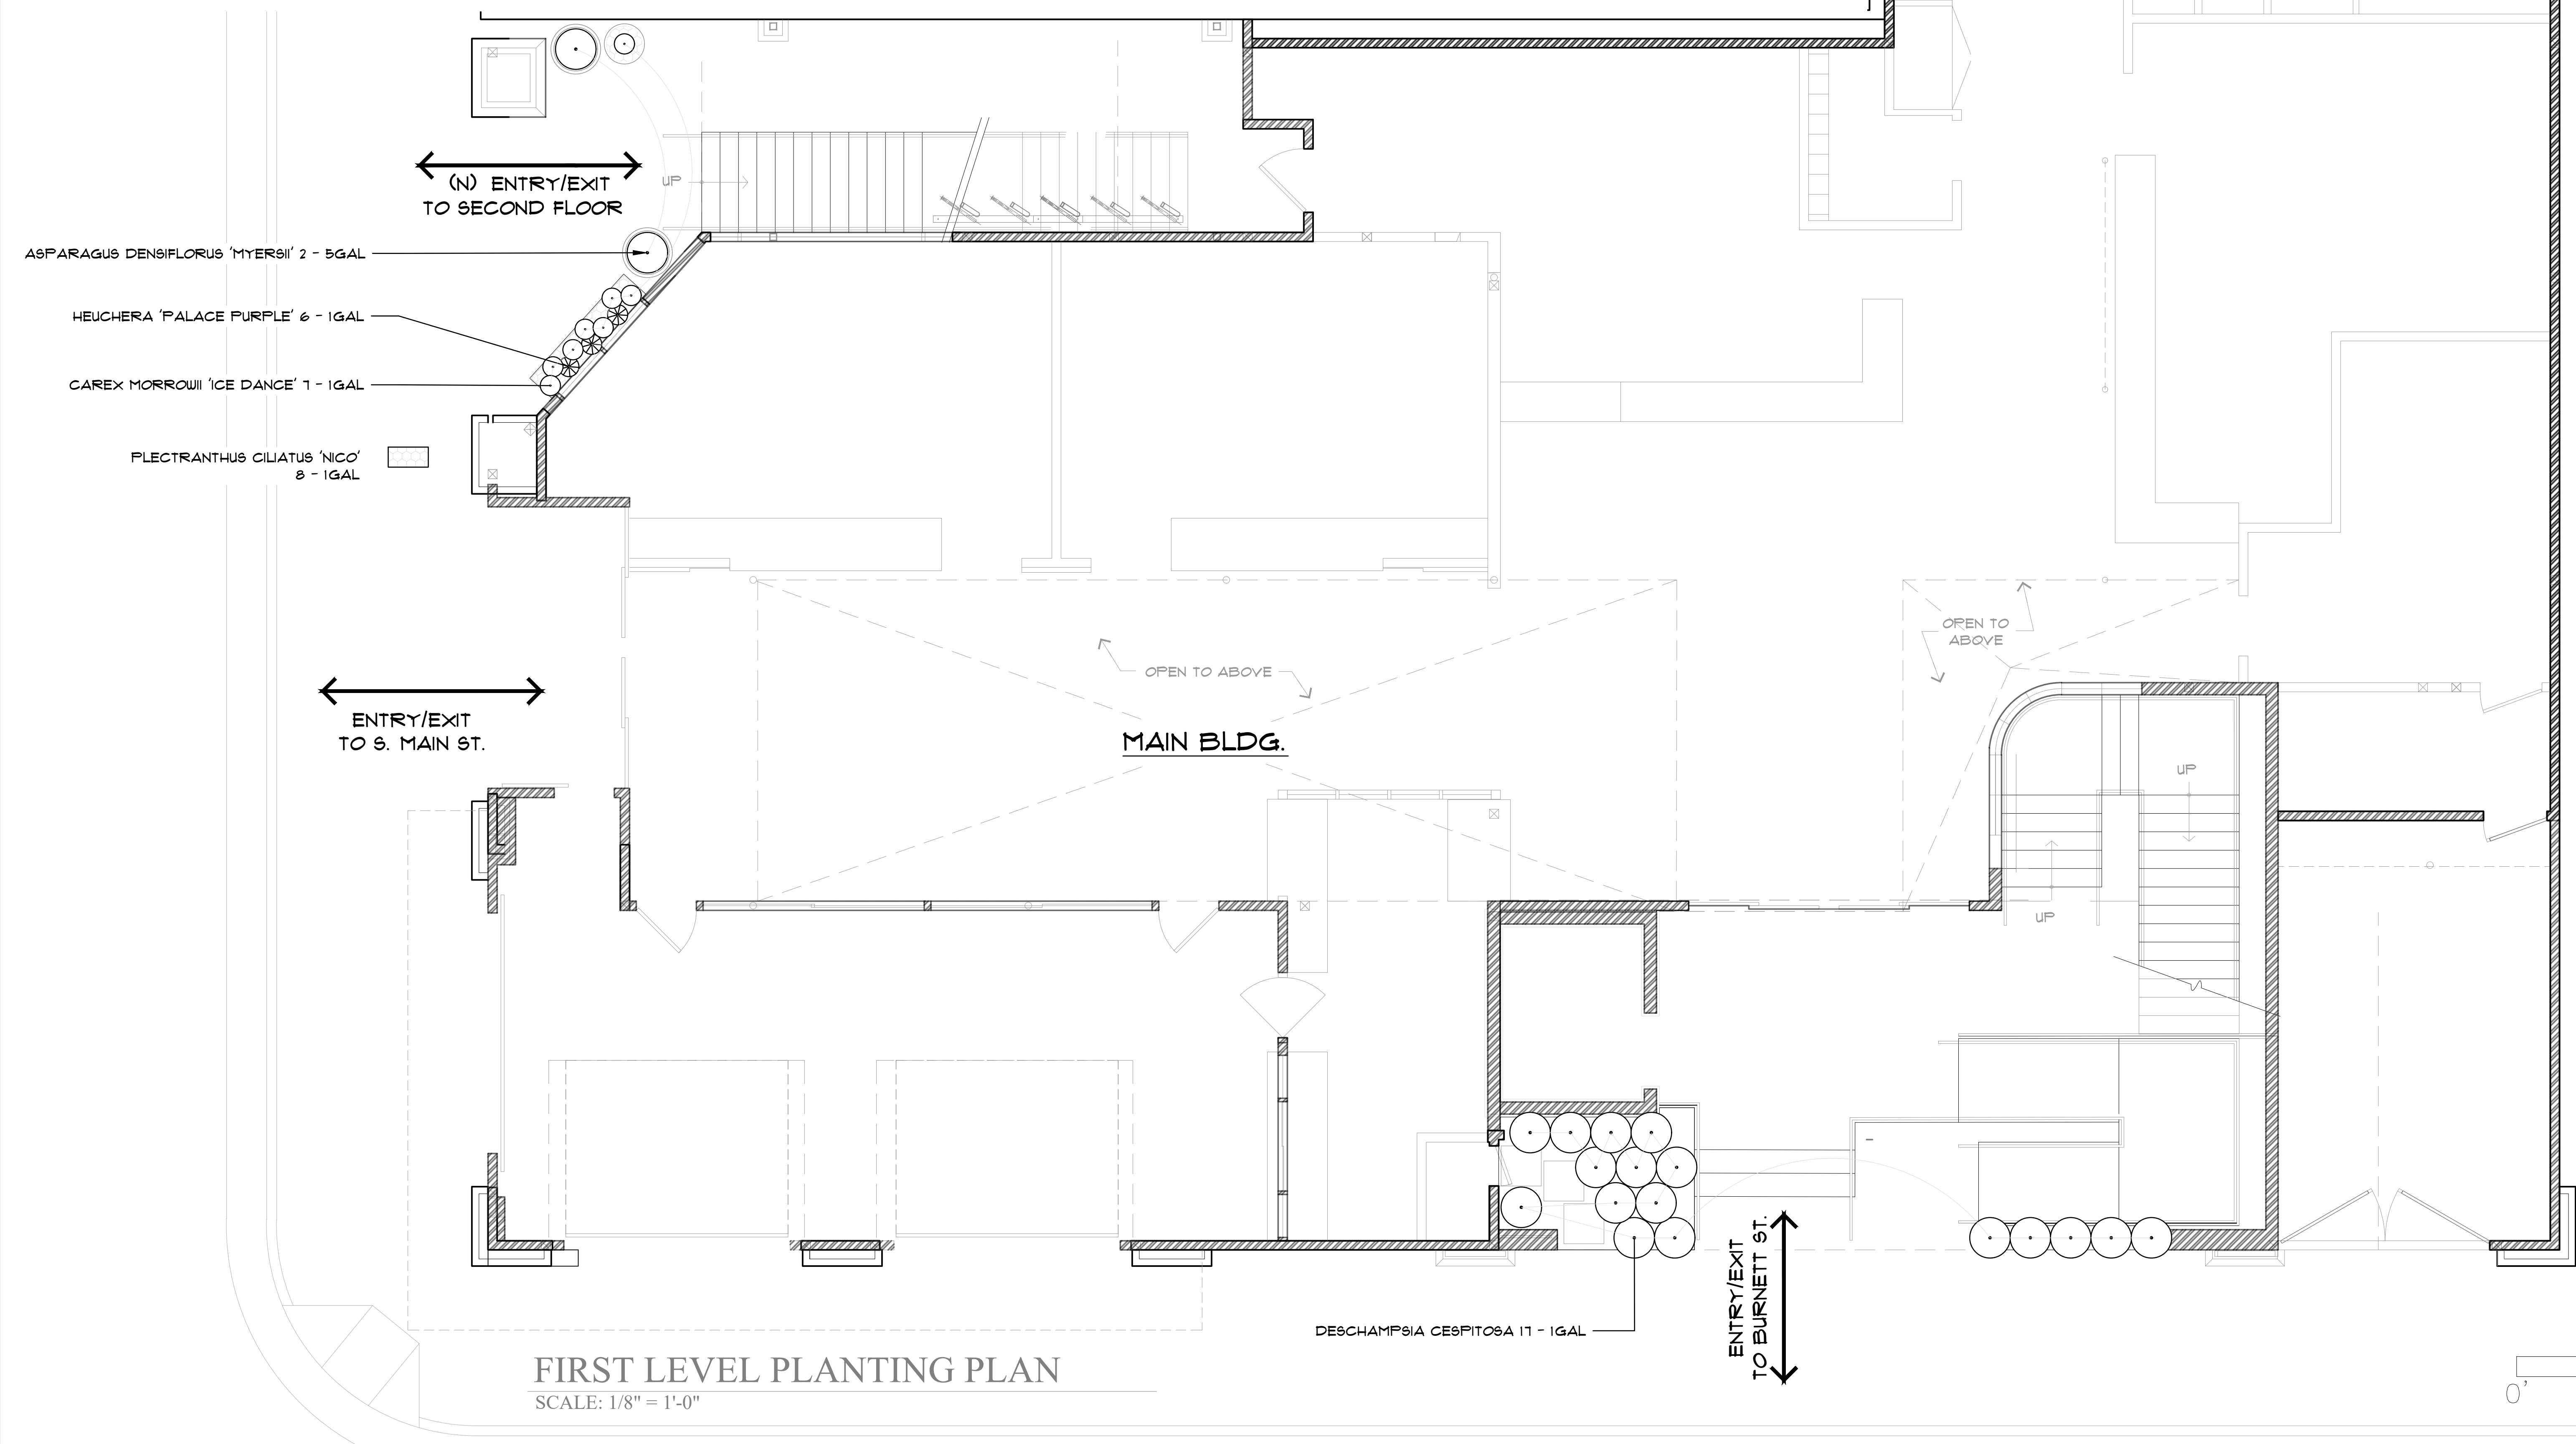 (N) ENTRY/EXIT
TO SECOND FLOOR
UP
ASPARAGUS DENSIFLORUS 'MYERSII' 2 - 5GAL
HEUCHERA 'PALACE PURPLE' 6 - 1GAL
CAREX MORROWII 'ICE DANCE' 7 - 1GAL
PLECTRANTHUS CILIATUS 'NICO'
8 - 1GAL
OPEN TO
ABOVE
OPEN TO ABOVE
ENTRY/EXIT
TO S. MAIN ST.
MAIN BLDG.
UP
UP
ENTRY/EXIT
TO BURNETT ST.
DESCHAMPSIA CESPITOSA 17 - 1GAL
FIRST LEVEL PLANTING PLAN
SCALE: 1/8" = 1'-0"
0'